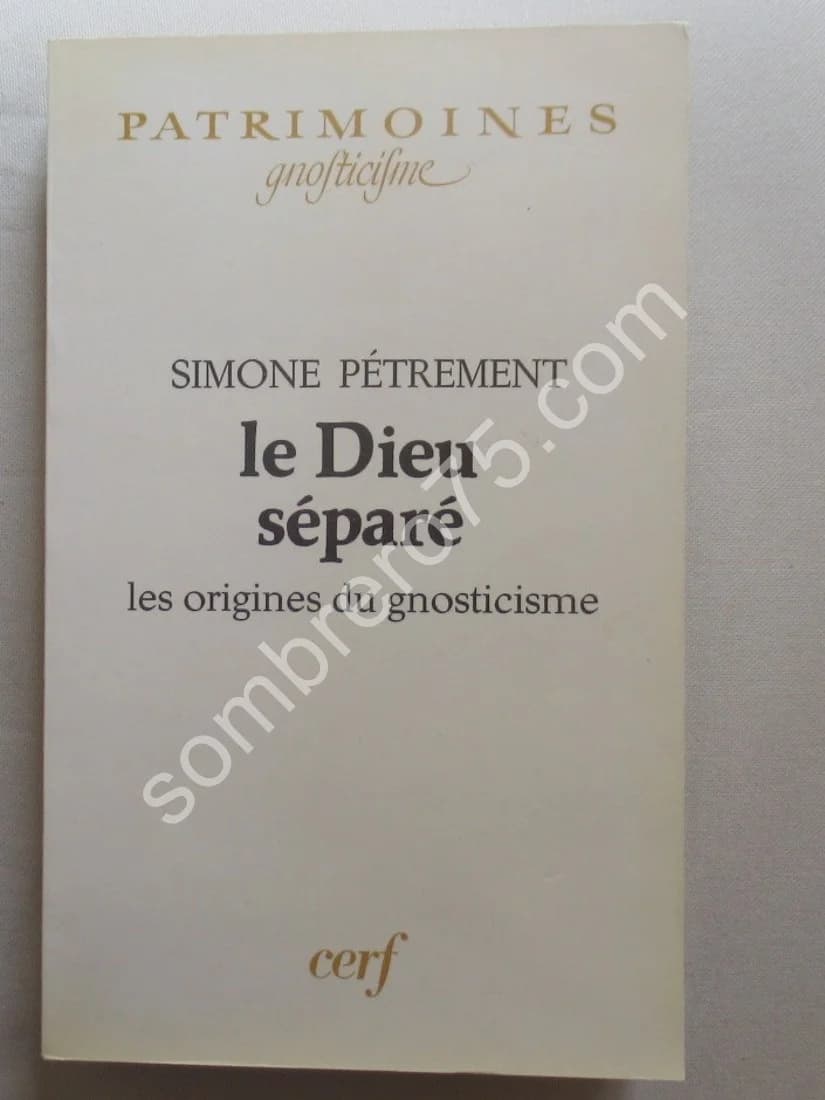 PATRIMOINES
gnosticisme
SIMONE PÉTREMENT
le Dieu
séparé
les origines du gnosticisme
sombrero75.com
cerf